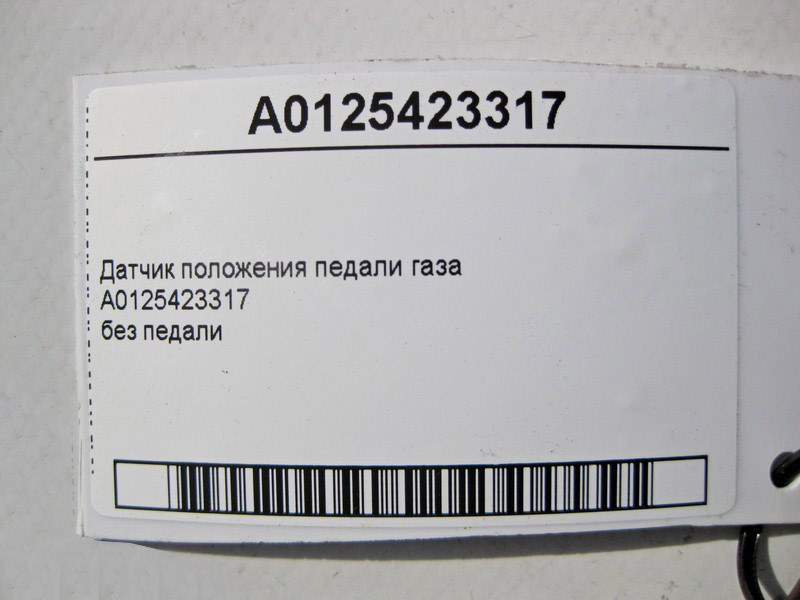 A0125423317
Датчик положения педали газа
A0125423317
без педали